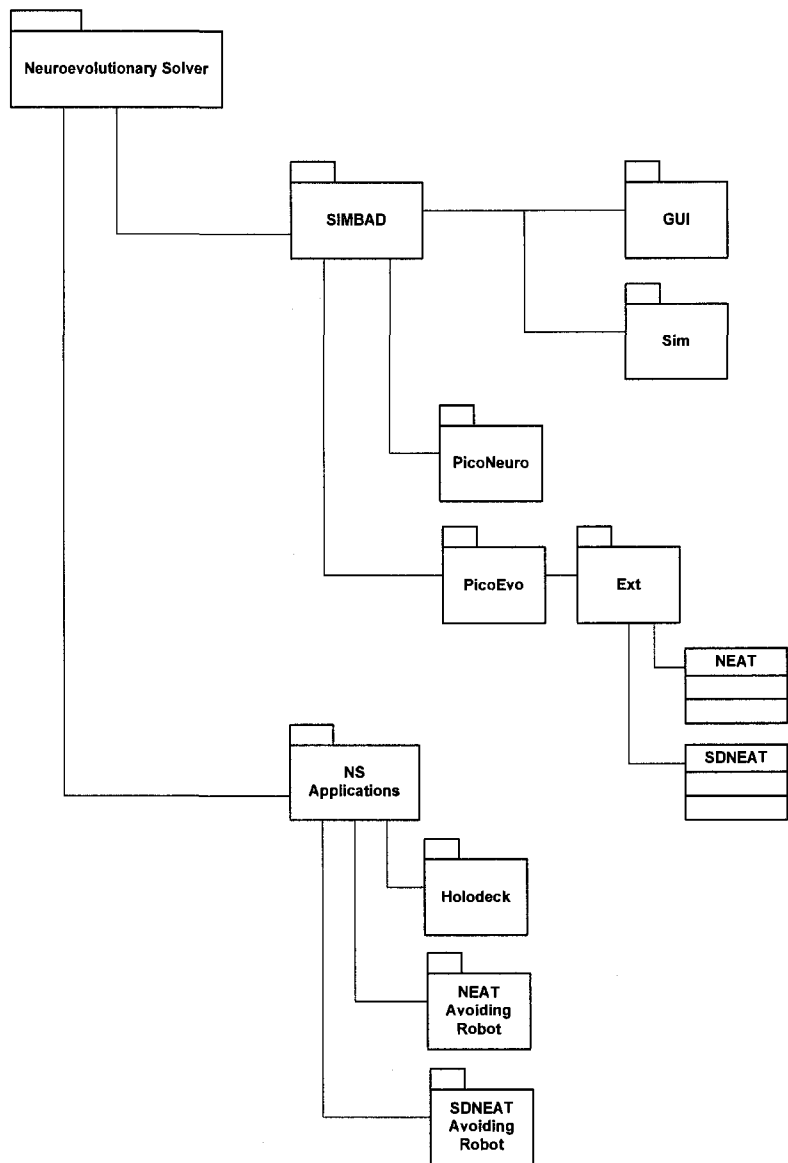 Neuroevolutionary Solver
SIMBAD
GUI
Sim
PicoNeuro
PicoEvo
Ext
NEAT
SDNEAT
NS
Applications
Holodeck
NEAT
Avoiding
Robot
SDNEAT
Avoiding
Robot